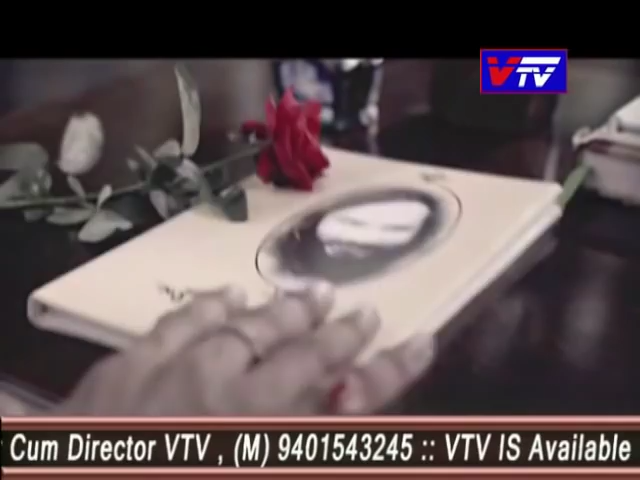 VTV
Cum Director VTV , (M) 9401543245 :: VTV IS Available